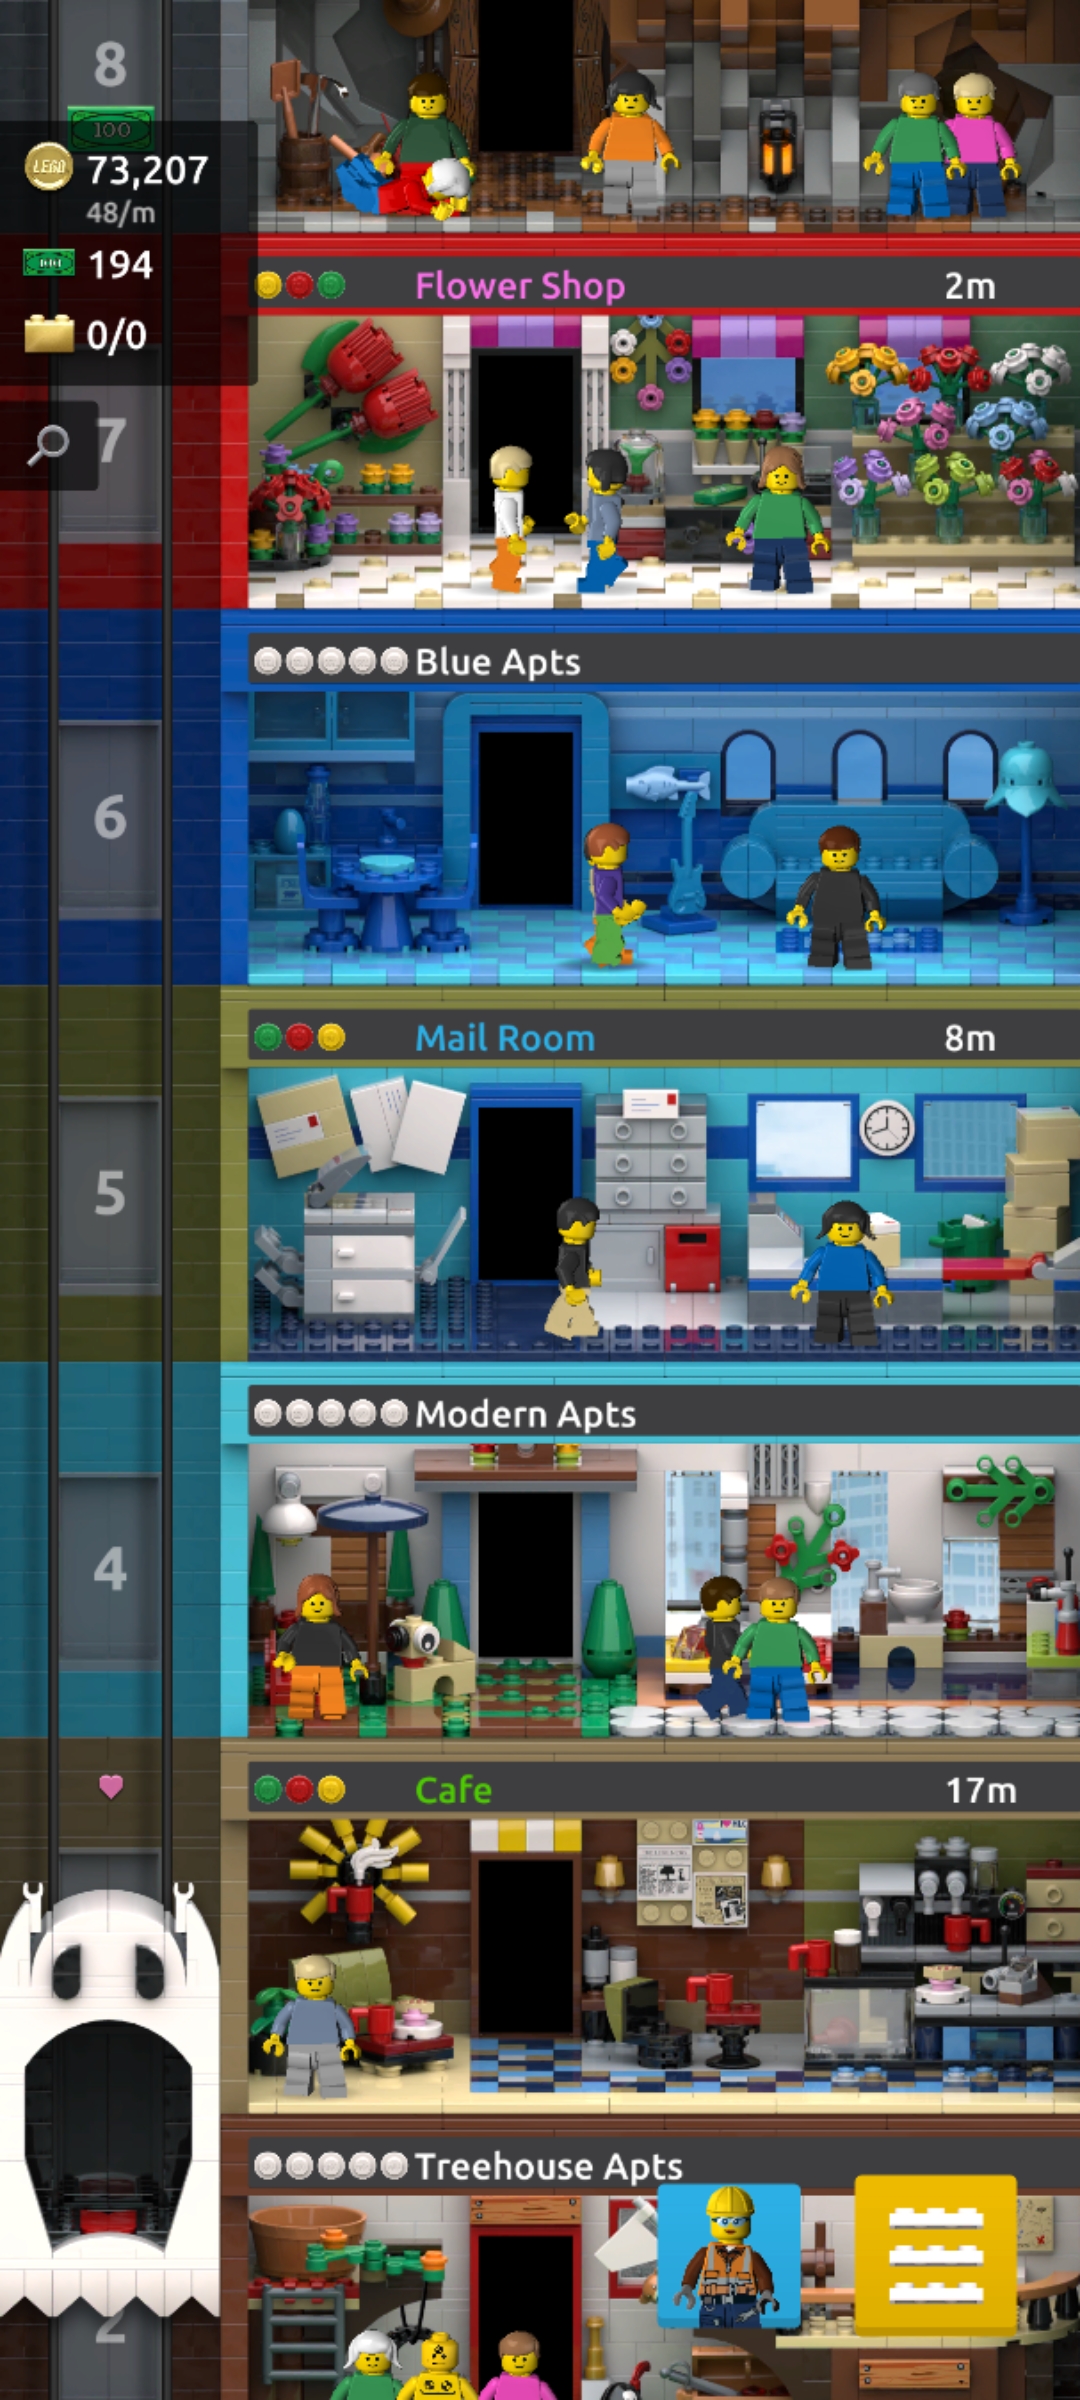 8
100
LEGO
73,207
48/m
194
0/0
Flower Shop
2m
7
Blue Apts
6
Mail Room
8m
5
Modern Apts
4
Cafe
17m
Treehouse Apts
2